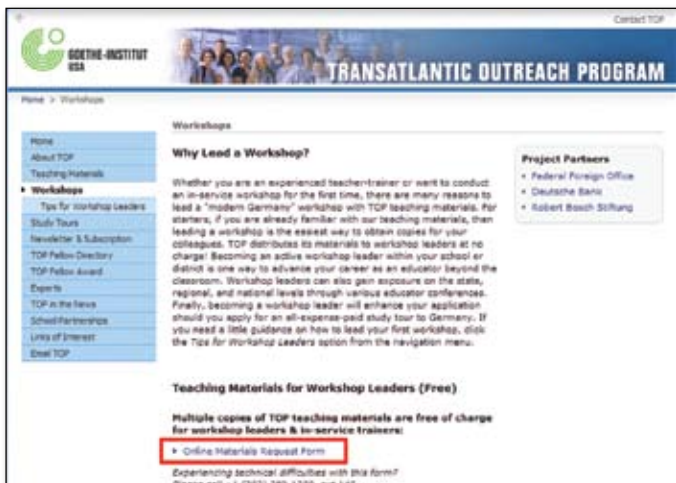 Contact TOP
GOETHE-INSTITUT
USA
TRANSATLANTIC OUTREACH PROGRAM
Home > Workshops
Workshops
Home
About TOP
Teaching Materials
Workshops
Tips for Workshop Leaders
Study Tours
Newsletter & Subscription
TOP Fellow Directory
TOP Fellow Award
Experts
TOP in the News
School Partnerships
Links of Interest
Email TOP
Why Lead a Workshop?
Whether you are an experienced teacher-trainer or want to conduct
an in-service workshop for the first time, there are many reasons to
lead a "modern Germany" workshop with TOP teaching materials. For
starters, if you are already familiar with our teaching materials, then
leading a workshop is the easiest way to obtain copies for your
colleagues. TOP distributes its materials to workshop leaders at no
charge! Becoming an active workshop leader within your school or
district is one way to advance your career as an educator beyond the
classroom. Workshop leaders can also gain exposure on the state,
regional, and national levels through various educator conferences.
Finally, becoming a workshop leader will enhance your application
should you apply for an all-expense-paid study tour to Germany. If
you need a little guidance on how to lead your first workshop, click
the Tips for Workshop Leaders option from the navigation menu.
Teaching Materials for Workshop Leaders (Free)
Multiple copies of TOP teaching materials are free of charge
for workshop leaders & in-service trainers:
Online Materials Request Form
Experiencing technical difficulties with this form?
Project Partners
Federal Foreign Office
Deutsche Bank
Robert Bosch Stiftung